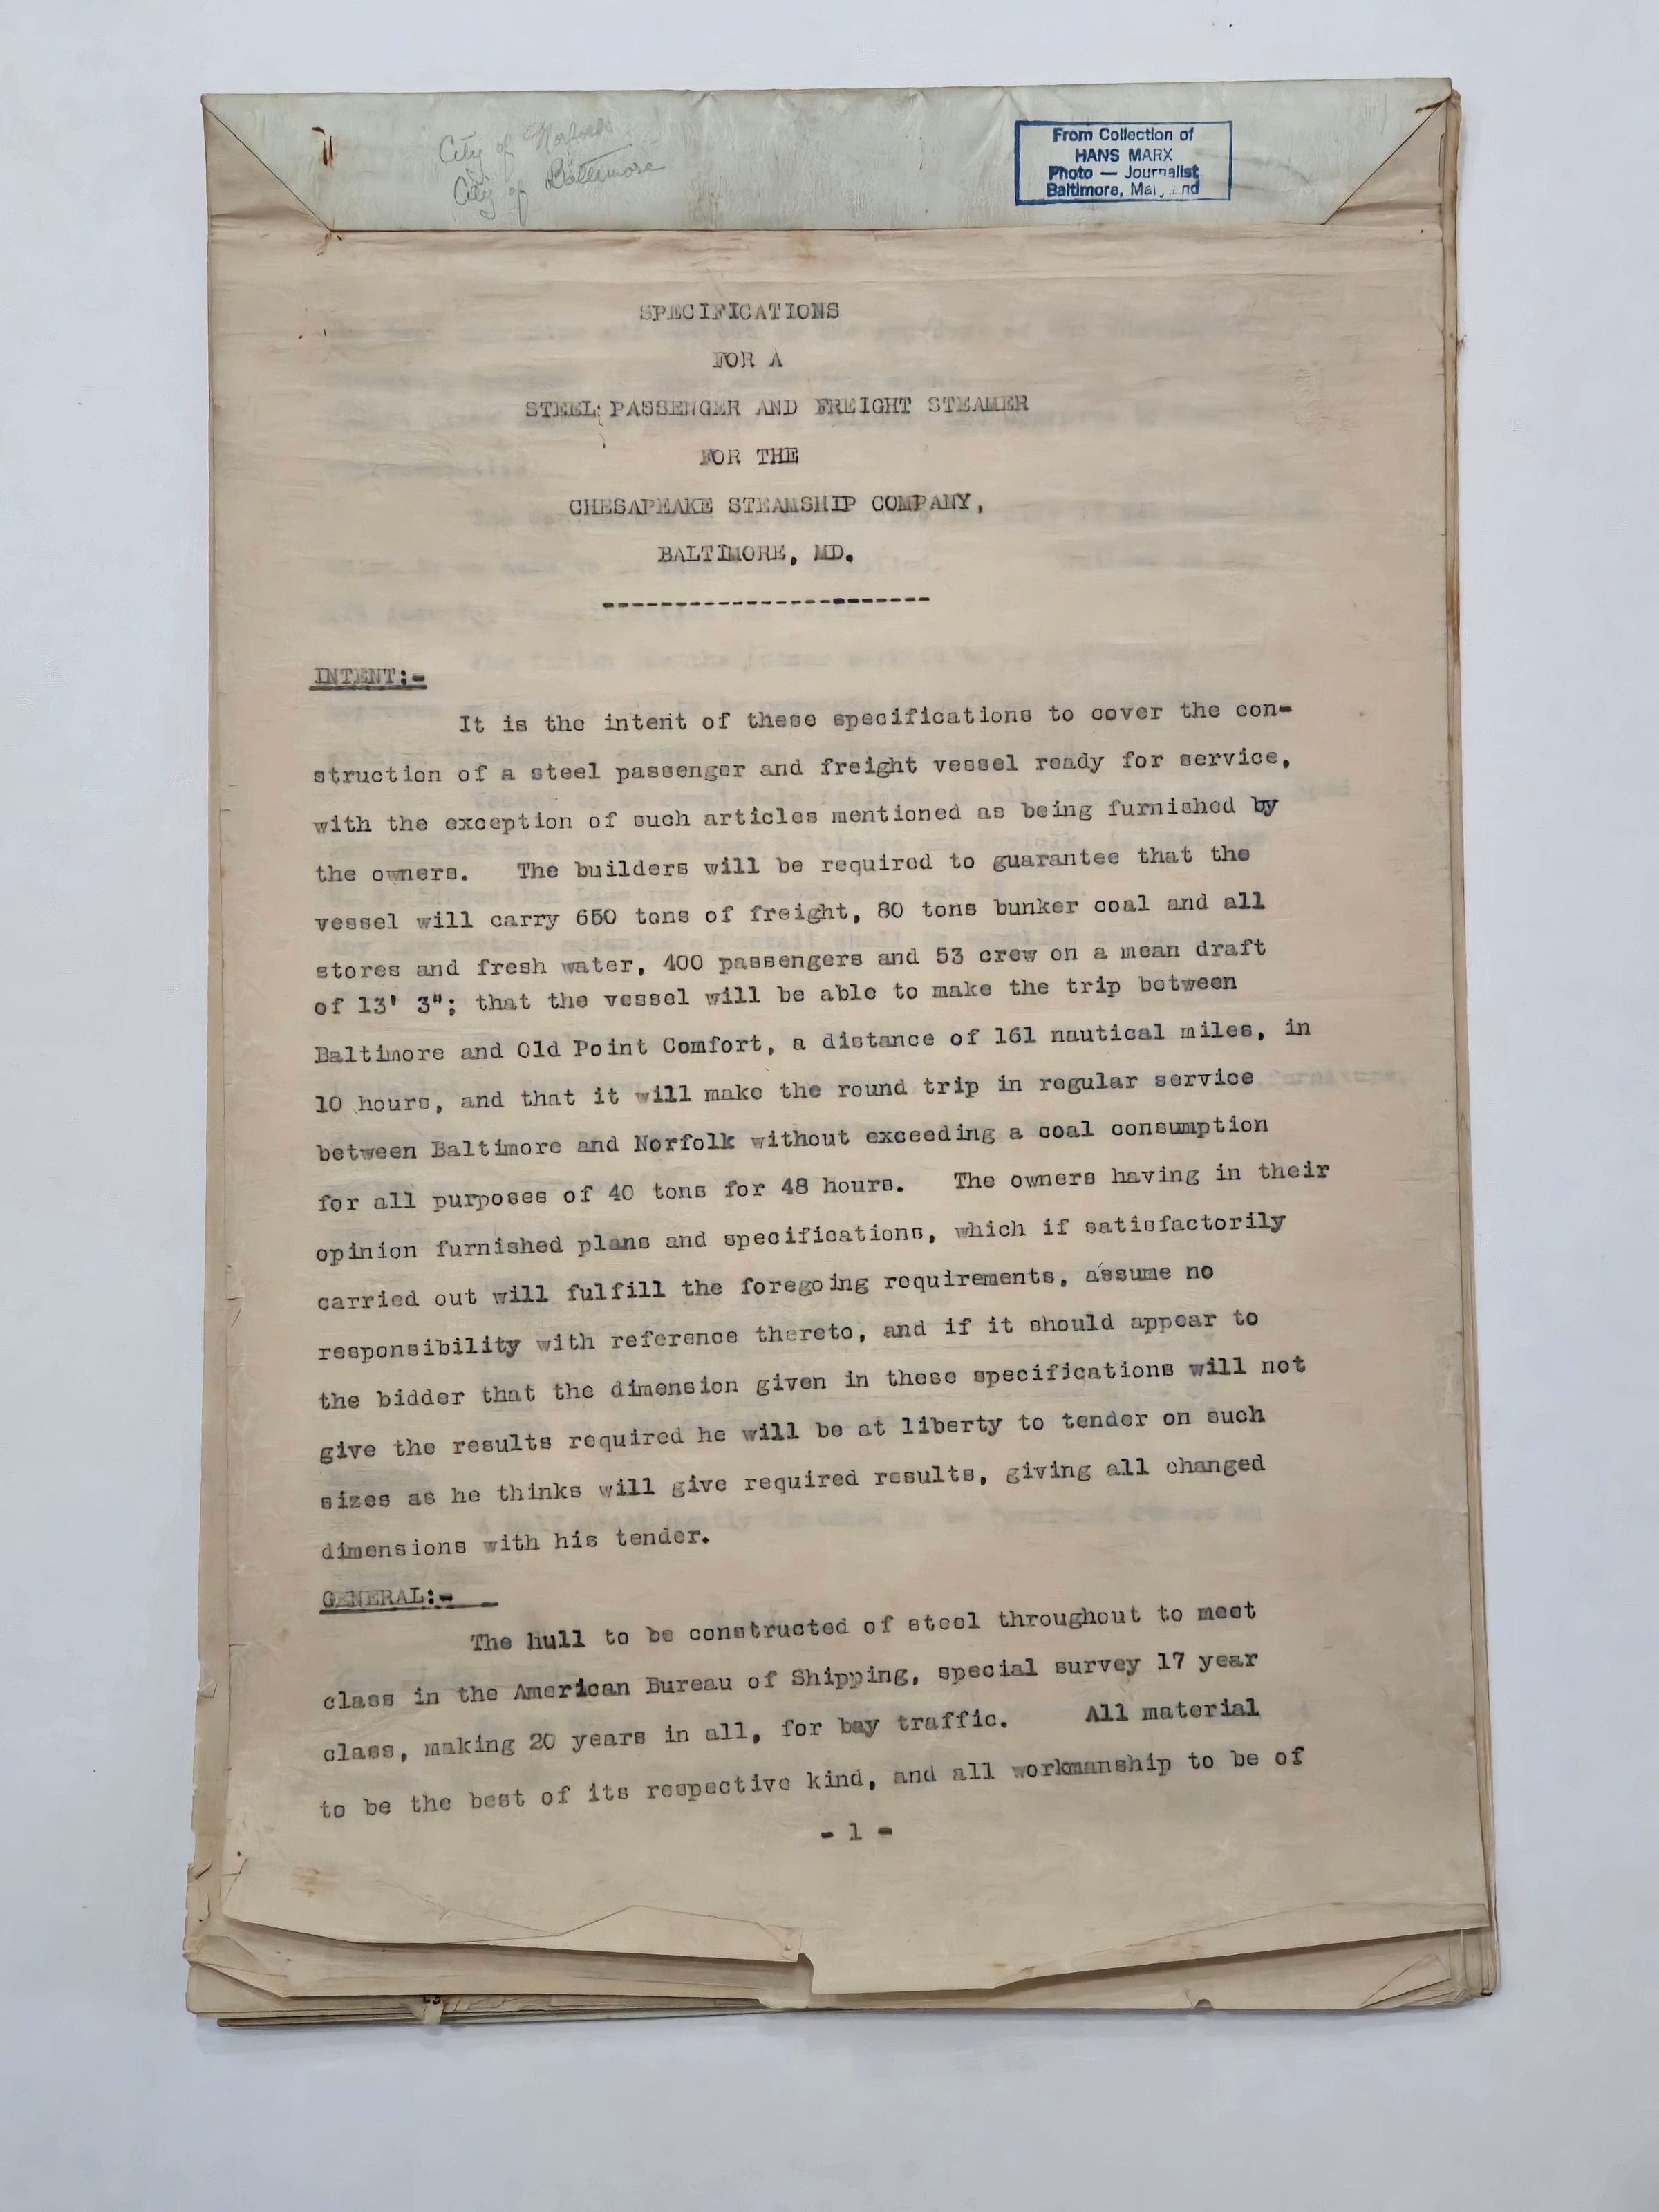 City of Norfolk
City of Baltimore
From Collection of
HANS MARX
Photo — Journalist
Baltimore,
SPECIFICATIONS
FOR A
STEEL PASSENGER AND FREIGHT STEAMER
FOR THE
CHESAPEAKE STEAMSHIP COMPANY,
BALTIMORE, MD.
-----------------------
INTENT:-
It is the intent of these specifications to cover the con-
struction of a steel passenger and freight vessel ready for service,
with the exception of such articles mentioned as being furnished by
the owners. The builders will be required to guarantee that the
vessel will carry 650 tons of freight, 80 tons bunker coal and all
stores and fresh water, 400 passengers and 53 crew on a mean draft
of 13' 3"; that the vessel will be able to make the trip between
Baltimore and Old Point Comfort, a distance of 161 nautical miles, in
10 hours, and that it will make the round trip in regular service
between Baltimore and Norfolk without exceeding a coal consumption
for all purposes of 40 tons for 48 hours. The owners having in their
opinion furnished plans and specifications, which if satisfactorily
carried out will fulfill the foregoing requirements, assume no
responsibility with reference thereto, and if it should appear to
the bidder that the dimension given in these specifications will not
give the results required he will be at liberty to tender on such
sizes as he thinks will give required results, giving all changed
dimensions with his tender.
GENERAL:-
The hull to be constructed of steel throughout to meet
class in the American Bureau of Shipping, special survey 17 year
class, making 20 years in all, for bay traffic. All material
to be the best of its respective kind, and all workmanship to be of
- 1 -